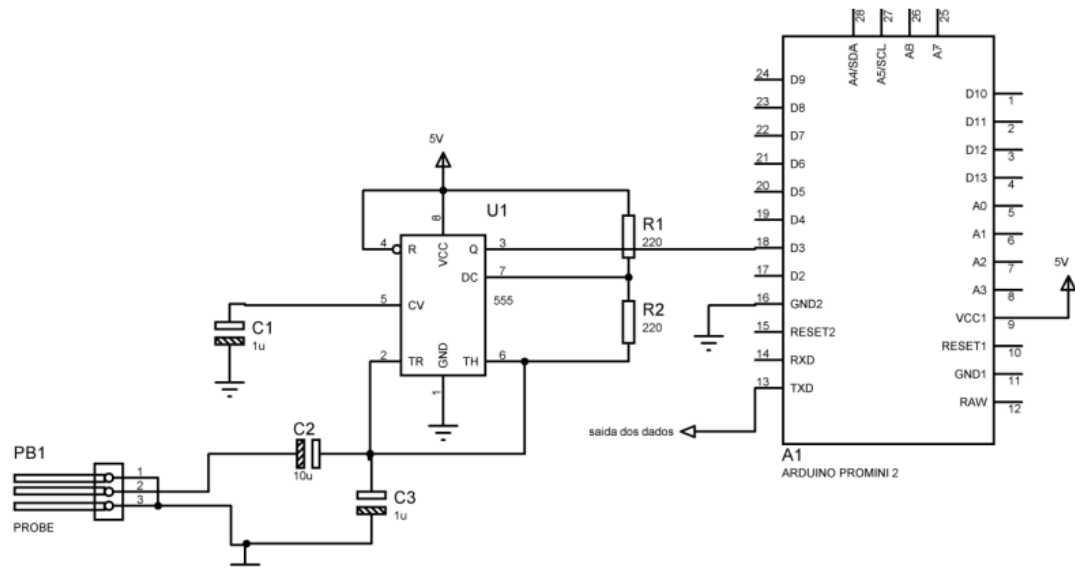 28
27
26
25
A4/SDA
A5/SCL
A6
A7
24 D9
23 D8
22 D7
21 D6
20 D5
19 D4
18 D3
17 D2
16 GND2
15 RESET2
14 RXD
13 TXD
D10 1
D11 2
D12 3
D13 4
A0 5
A1 6
A2 7
A3 8
VCC1 9
RESET1 10
GND1 11
RAW 12
5V
A1
ARDUINO PROMINI 2
saida dos dados
5V
U1
8
VCC
4 R
Q 3
DC 7
555
5 CV
2 TR
TH 6
GND
1
R1
220
R2
220
C1
1u
C2
10u
C3
1u
PB1
1
2
3
PROBE